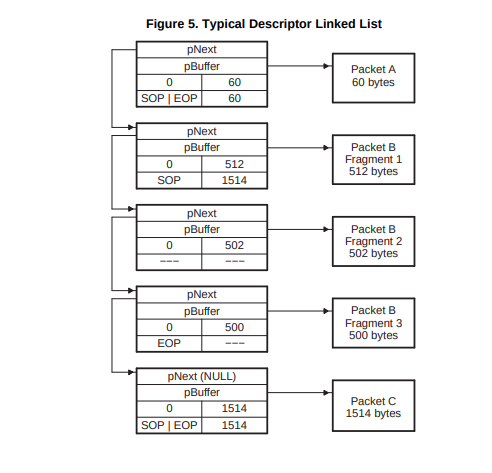 Figure 5. Typical Descriptor Linked List
pNext
pBuffer
0 60
SOP | EOP 60
Packet A
60 bytes
pNext
pBuffer
0 512
SOP 1514
Packet B
Fragment 1
512 bytes
pNext
pBuffer
0 502
−−− −−−
Packet B
Fragment 2
502 bytes
pNext
pBuffer
0 500
EOP −−−
Packet B
Fragment 3
500 bytes
pNext (NULL)
pBuffer
0 1514
SOP | EOP 1514
Packet C
1514 bytes